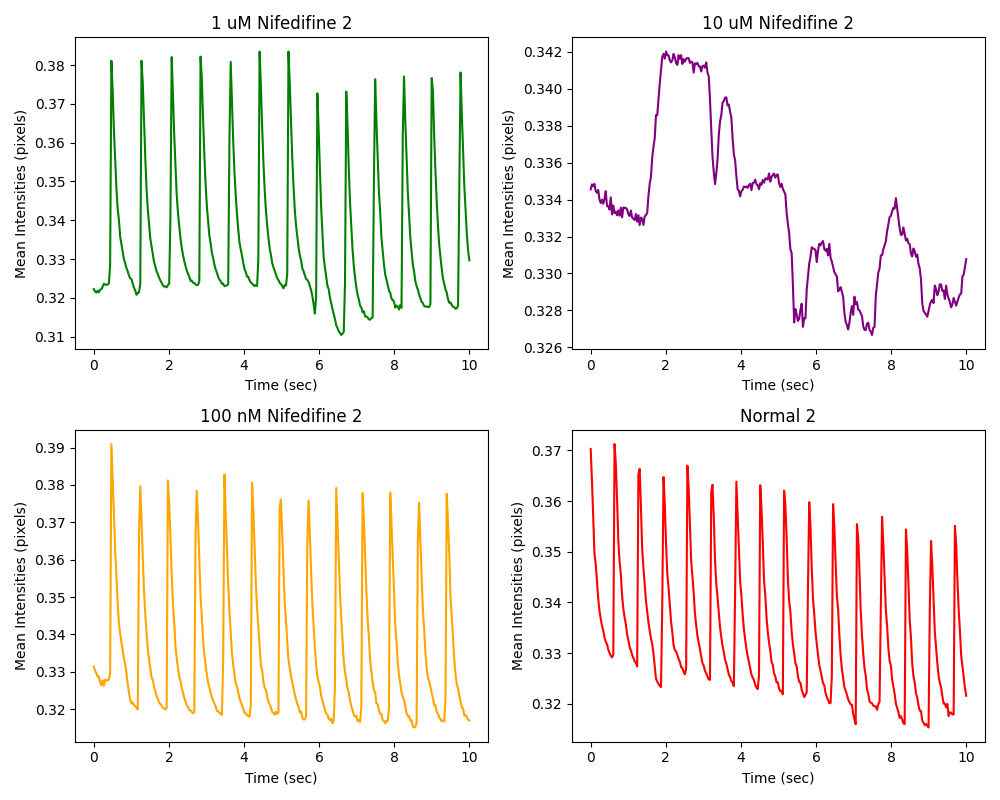 1 uM Nifedifine 2
Mean Intensities (pixels)
0.38
0.37
0.36
0.35
0.34
0.33
0.32
0.31
0 2 4 6 8 10
Time (sec)
10 uM Nifedifine 2
Mean Intensities (pixels)
0.342
0.340
0.338
0.336
0.334
0.332
0.330
0.328
0.326
0 2 4 6 8 10
Time (sec)
100 nM Nifedifine 2
Mean Intensities (pixels)
0.39
0.38
0.37
0.36
0.35
0.34
0.33
0.32
0 2 4 6 8 10
Time (sec)
Normal 2
Mean Intensities (pixels)
0.37
0.36
0.35
0.34
0.33
0.32
0 2 4 6 8 10
Time (sec)